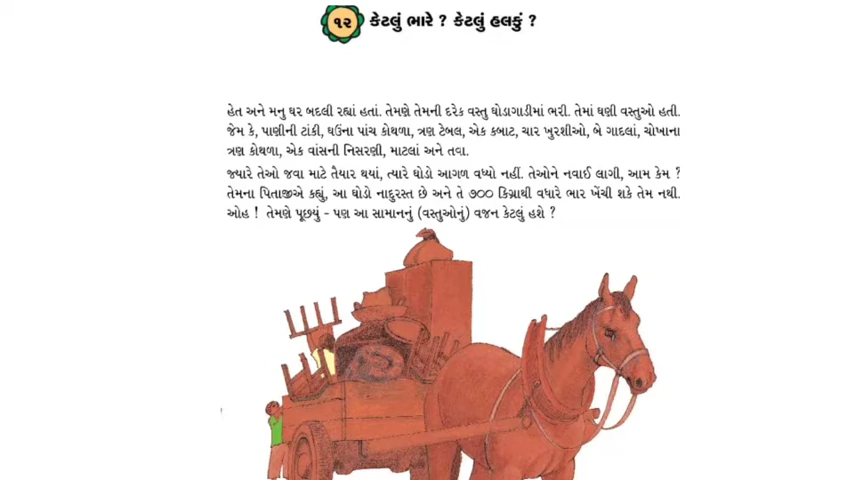 ૧૨ કેટલું ભારે ? કેટલું હલકું ?
હેત અને મનુ ઘર બદલી રહ્યાં હતાં. તેમણે તેમની દરેક વસ્તુ ઘોડાગાડીમાં ભરી. તેમાં ઘણી વસ્તુઓ હતી.
જેમ કે, પાણીની ટાંકી, ઘઉંના પાંચ કોથળા, ત્રણ ટેબલ, એક કબાટ, ચાર ખુરશીઓ, બે ગાદલાં, ચોખાના
ત્રણ કોથળા, એક વાંસની નિસરણી, માટલાં અને તવા.
જ્યારે તેઓ જવા માટે તૈયાર થયાં, ત્યારે ઘોડો આગળ વધ્યો નહીં. તેઓને નવાઈ લાગી, આમ કેમ ?
તેમના પિતાજીએ કહ્યું, આ ઘોડો નાદુરસ્ત છે અને તે ૭૦૦ કિગ્રાથી વધારે ભાર ખેંચી શકે તેમ નથી.
ઓહ ! તેમણે પૂછ્યું - પણ આ સામાનનું (વસ્તુઓનું) વજન કેટલું હશે ?